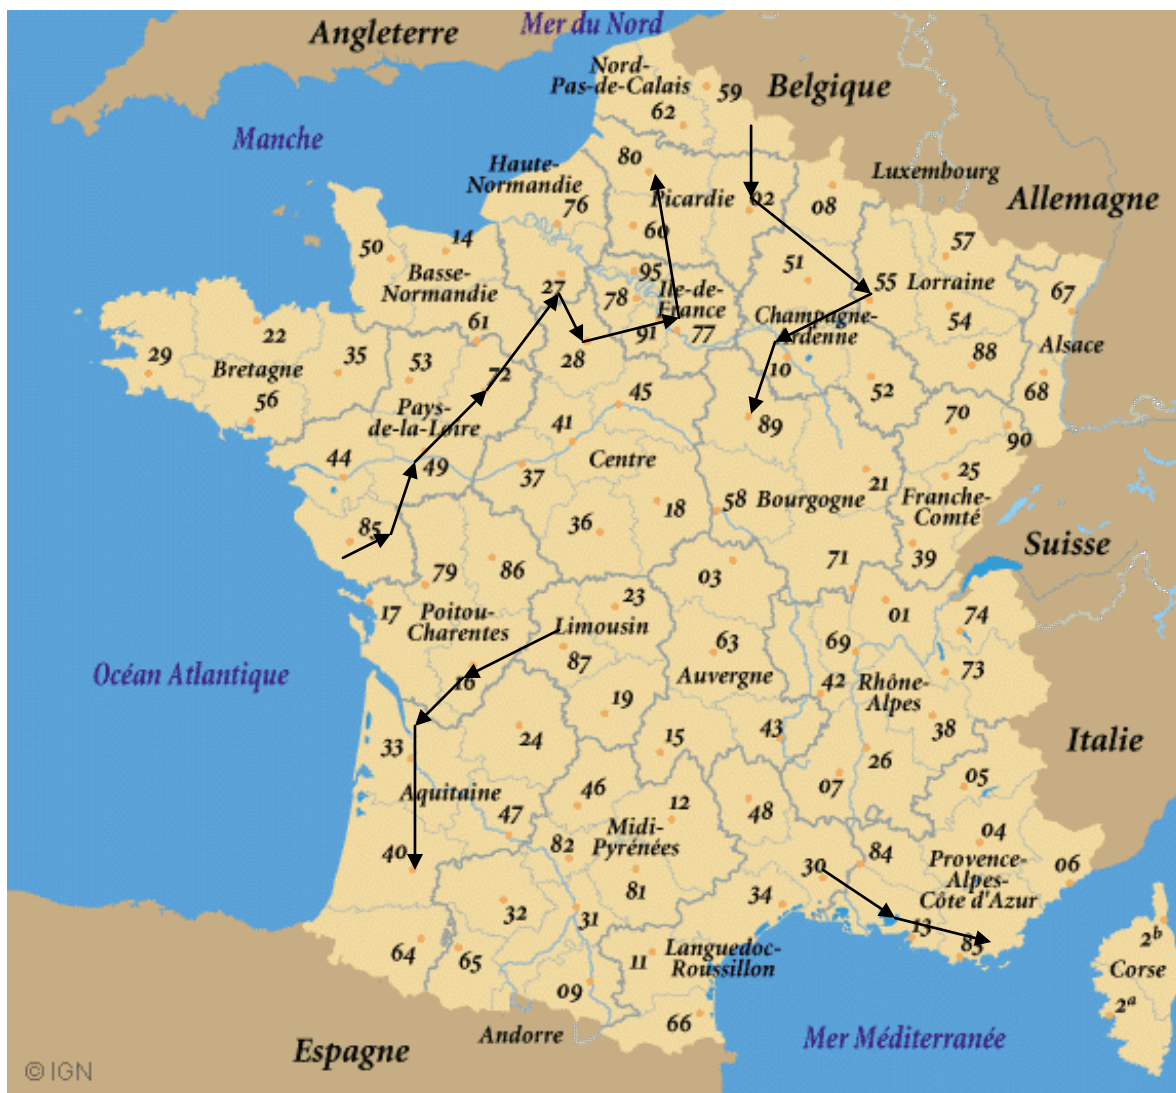 Mer du Nord
Angleterre
Nord-
Pas-de-Calais
59
Belgique
62
Manche
80
Haute-
Normandie
Luxembourg
Allemagne
Picardie
02
08
76
60
57
50
14
51
55
Lorraine
67
Basse-
Normandie
27
95
78
Ile-de-
France
Champagne-
Ardenne
54
61
91
77
22
29
35
Bretagne
53
28
10
88
Alsace
72
52
68
56
Pays-
de-la-Loire
45
41
89
70
90
44
49
37
Centre
25
85
36
18
58
Bourgogne
21
Franche-
Comté
Suisse
79
86
03
71
39
17
Poitou-
Charentes
23
Limousin
01
74
Océan Atlantique
16
87
63
Auvergne
69
73
42
Rhône-
Alpes
19
33
24
15
43
38
Italie
26
Aquitaine
46
07
05
47
12
48
Midi-
Pyrénées
04
40
82
30
84
Provence-
Alpes-
Côte d'Azur
06
32
81
34
31
13
83
2b
64
65
11
Languedoc-
Roussillon
Corse
09
2a
66
Andorre
Espagne
Mer Méditerranée
© IGN